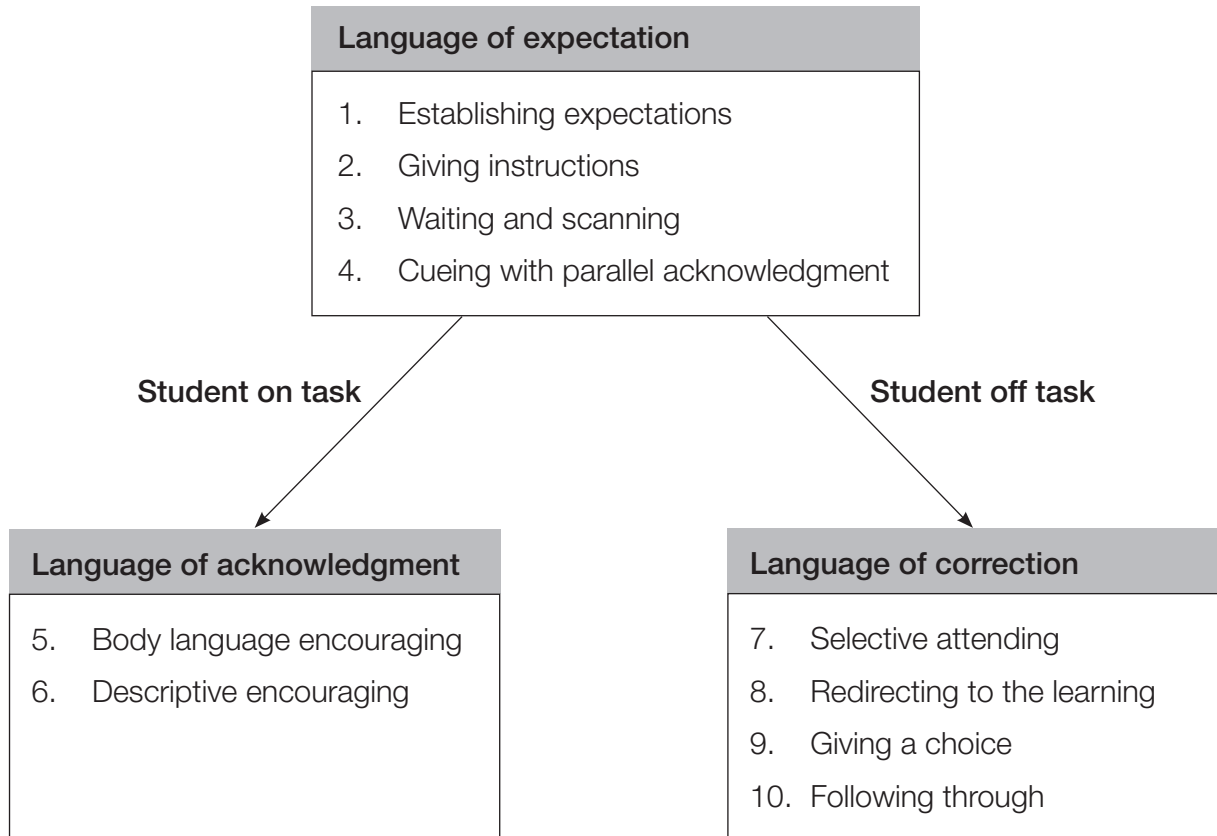 Language of expectation
1. Establishing expectations
2. Giving instructions
3. Waiting and scanning
4. Cueing with parallel acknowledgment
Student on task
Student off task
Language of acknowledgment
5. Body language encouraging
6. Descriptive encouraging
Language of correction
7. Selective attending
8. Redirecting to the learning
9. Giving a choice
10. Following through